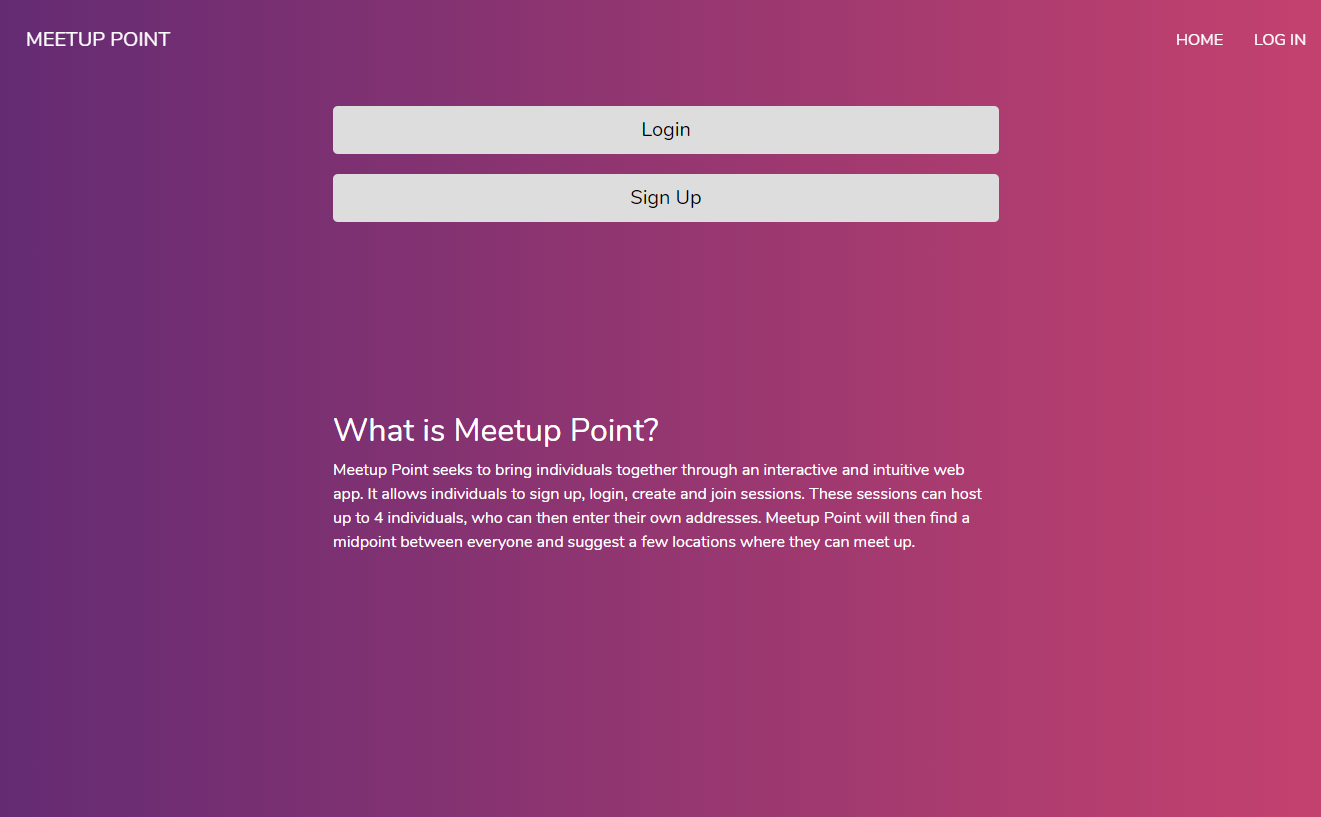 MEETUP POINT
HOME
LOG IN
Login
Sign Up
What is Meetup Point?
Meetup Point seeks to bring individuals together through an interactive and intuitive web
app. It allows individuals to sign up, login, create and join sessions. These sessions can host
up to 4 individuals, who can then enter their own addresses. Meetup Point will then find a
midpoint between everyone and suggest a few locations where they can meet up.